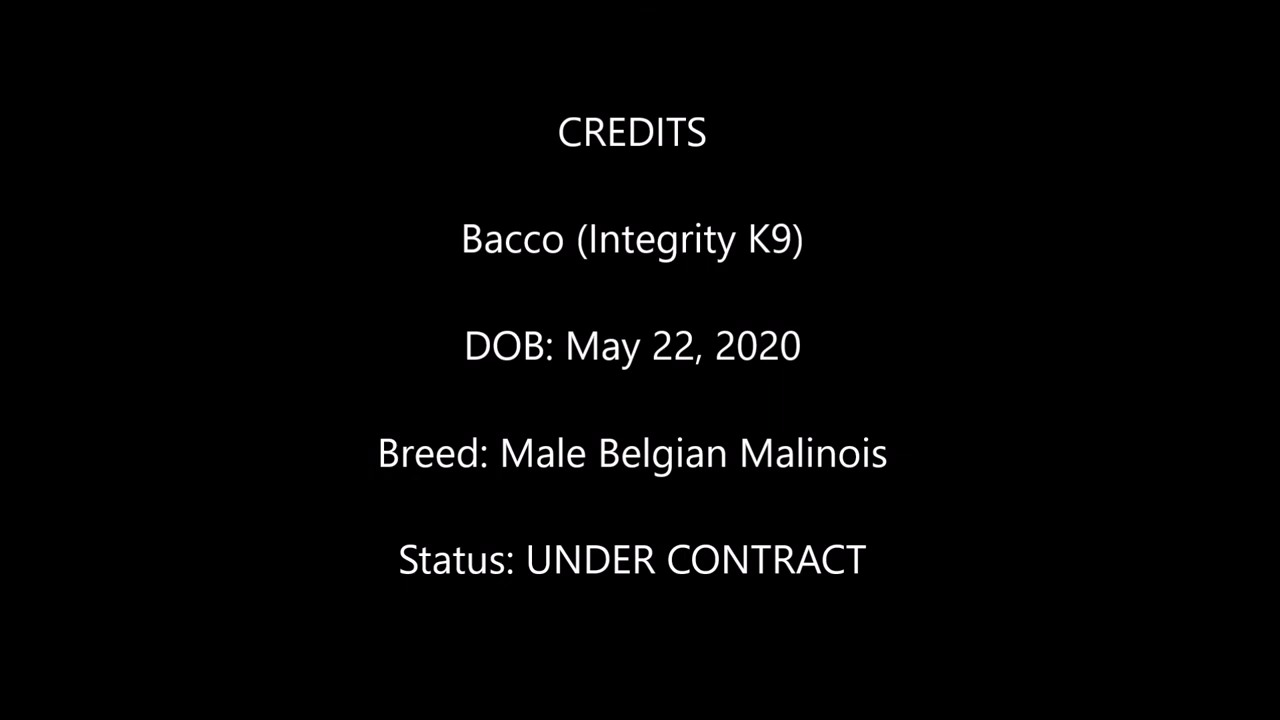 CREDITS
Bacco (Integrity K9)
DOB: May 22, 2020
Breed: Male Belgian Malinois
Status: UNDER CONTRACT